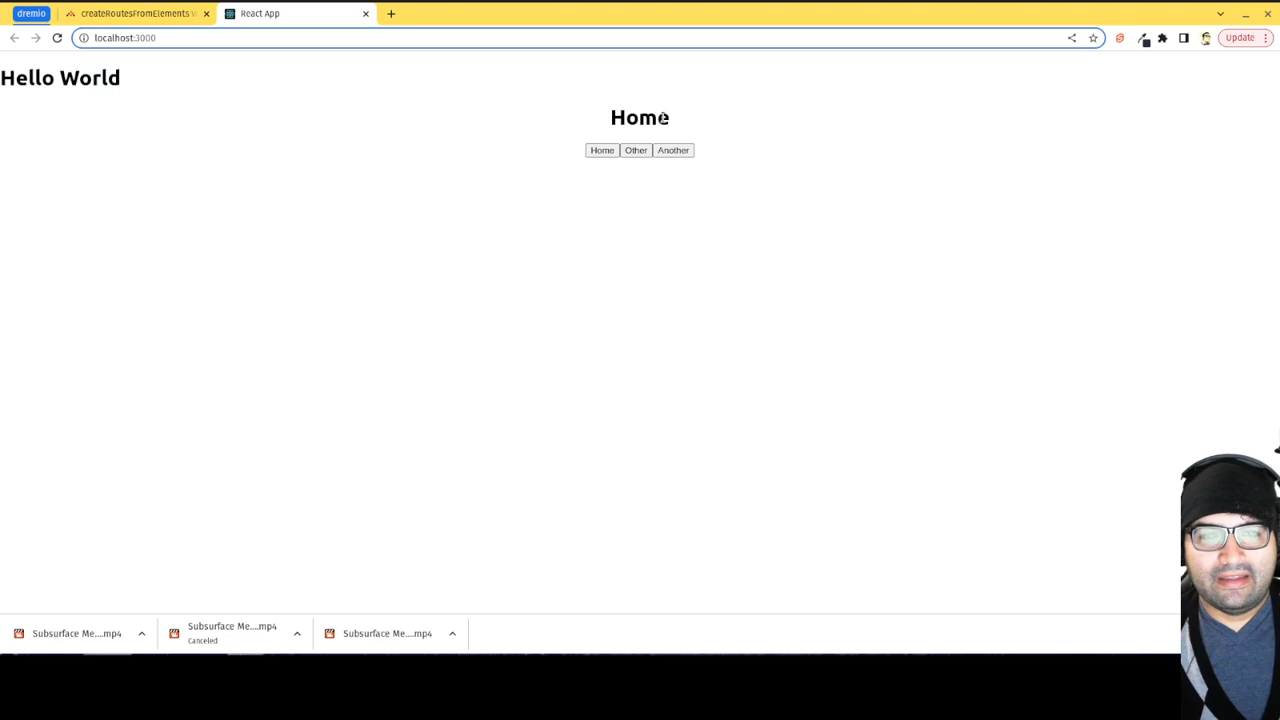 dremio
createRoutesFromElements
React App
localhost:3000
Update
Hello World
Home
Home Other Another
Subsurface Me....mp4
Subsurface Me....mp4
Canceled
Subsurface Me....mp4